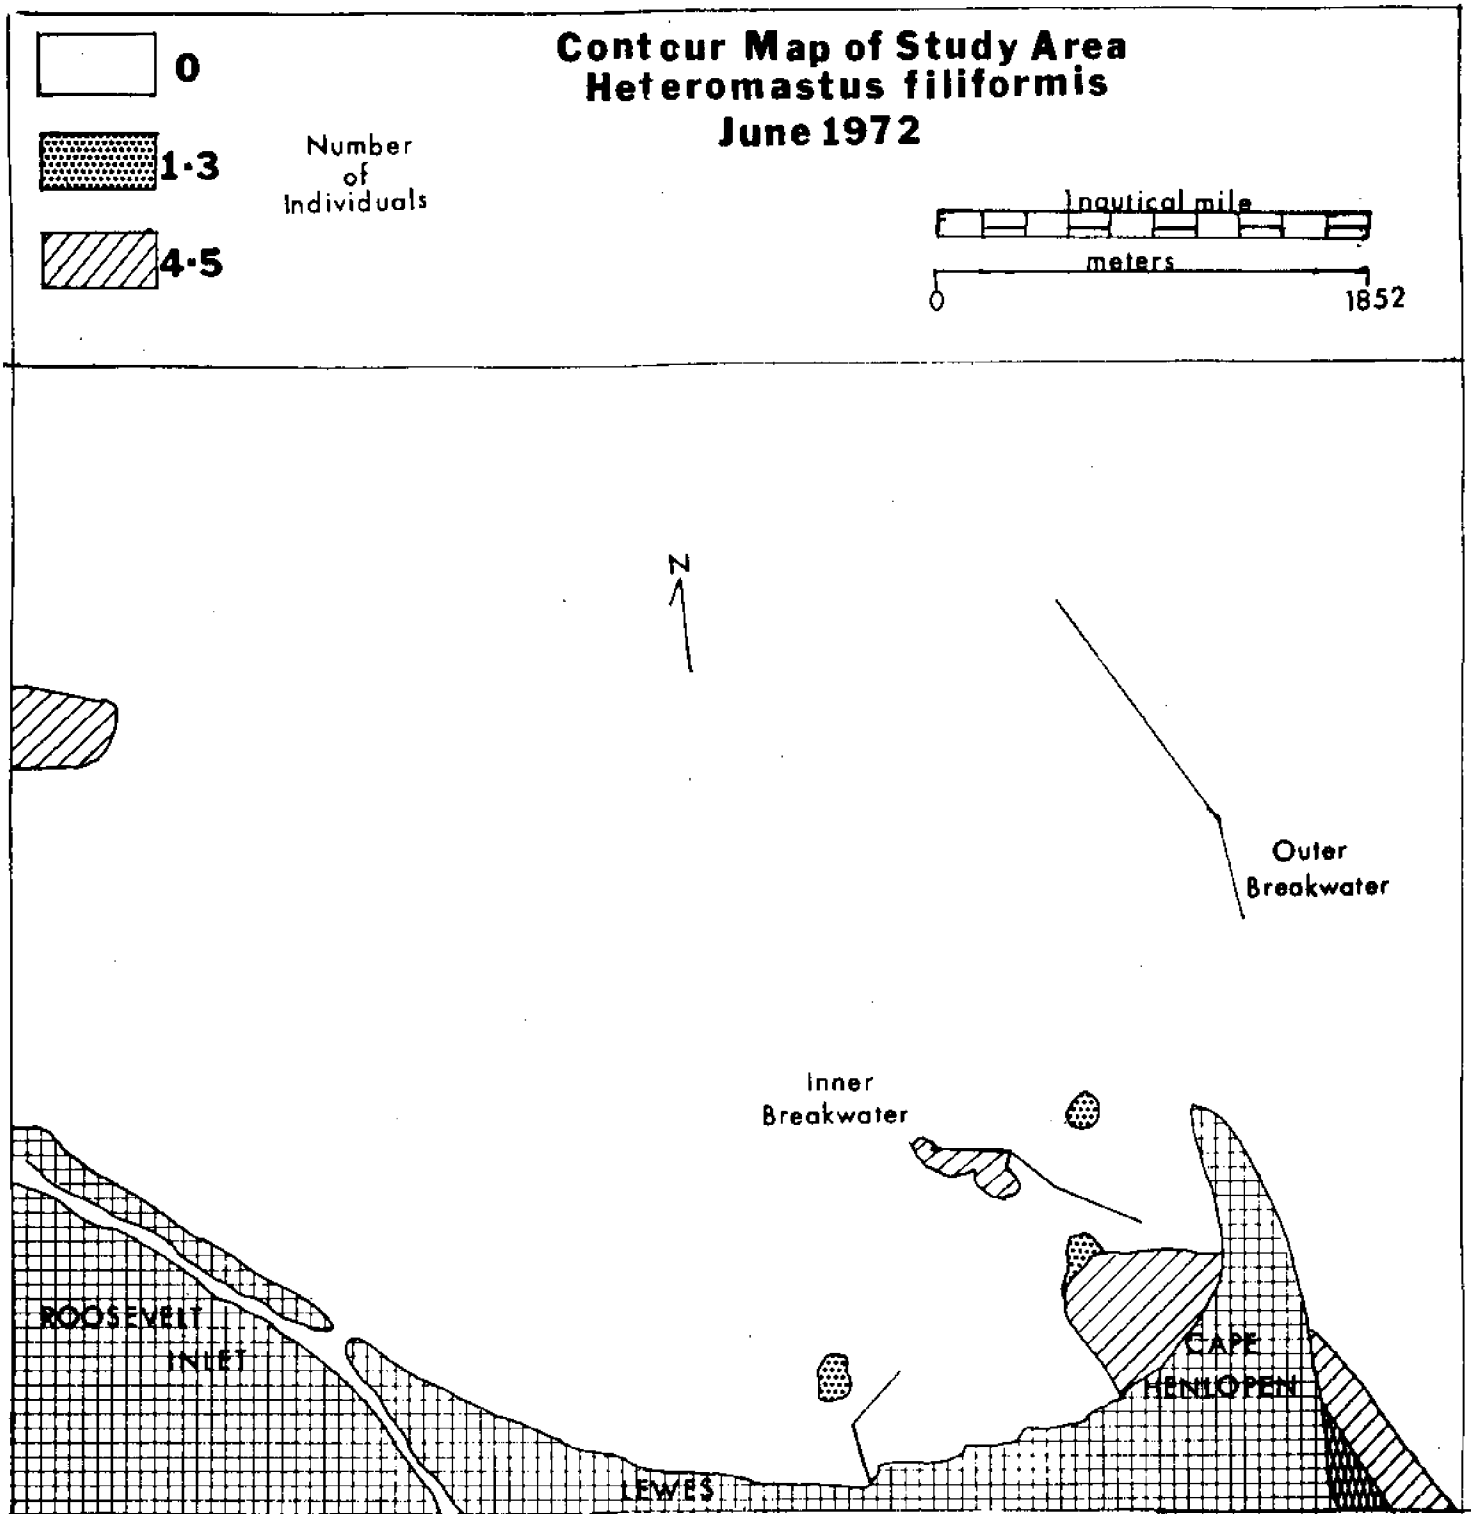 0
1-3
4-5
Number
of
Individuals
Contour Map of Study Area
Heteromastus filiformis
June 1972
1 nautical mile
meters
0
1852
N
Outer
Breakwater
Inner
Breakwater
ROOSEVELT
INLET
CAPE
HENLOPEN
LEWES